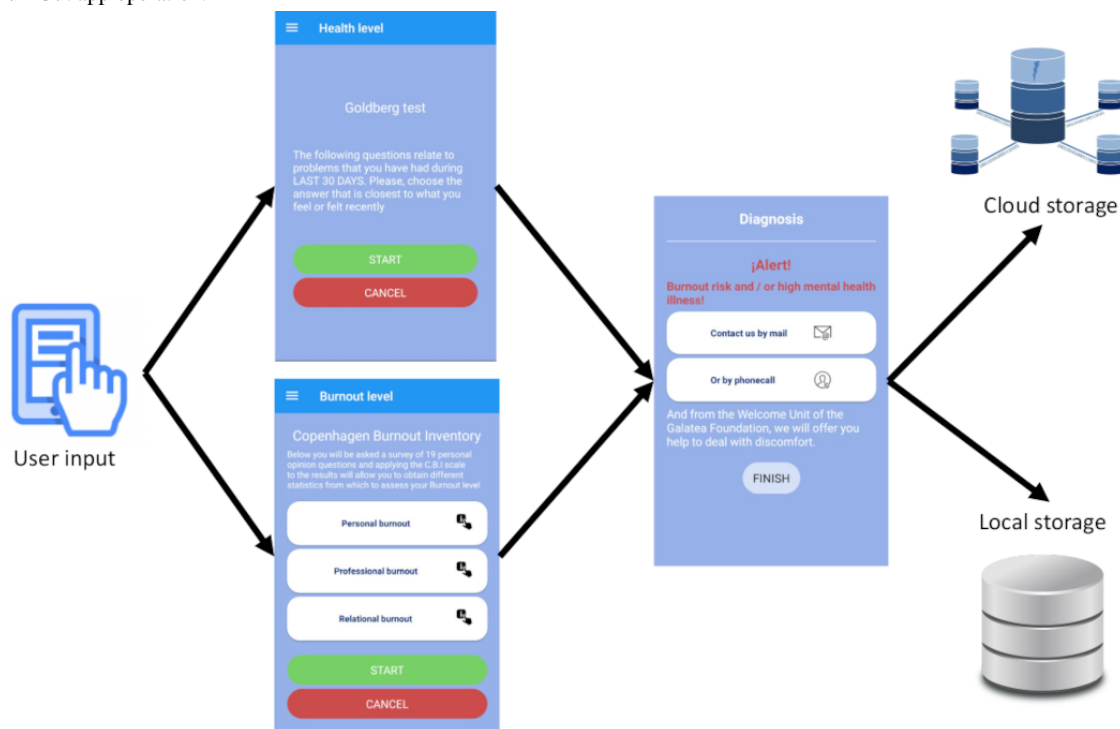 Health level
Goldberg test
The following questions relate to
problems that you have had during
LAST 30 DAYS. Please, choose the
answer that is closest to what you
feel or felt recently
START
CANCEL
User input
Burnout level
Copenhagen Burnout Inventory
Below you will be asked a survey of 19 personal
opinion questions and applying the C.B.I scale
to the results will allow you to obtain different
statistics from which to assess your Burnout level
Personal burnout
Professional burnout
Relational burnout
START
CANCEL
Diagnosis
¡Alert!
Burnout risk and / or high mental health
illness!
Contact us by mail
Or by phonecall
And from the Welcome Unit of the
Galatea Foundation, we will offer you
help to deal with discomfort.
FINISH
Cloud storage
Local storage